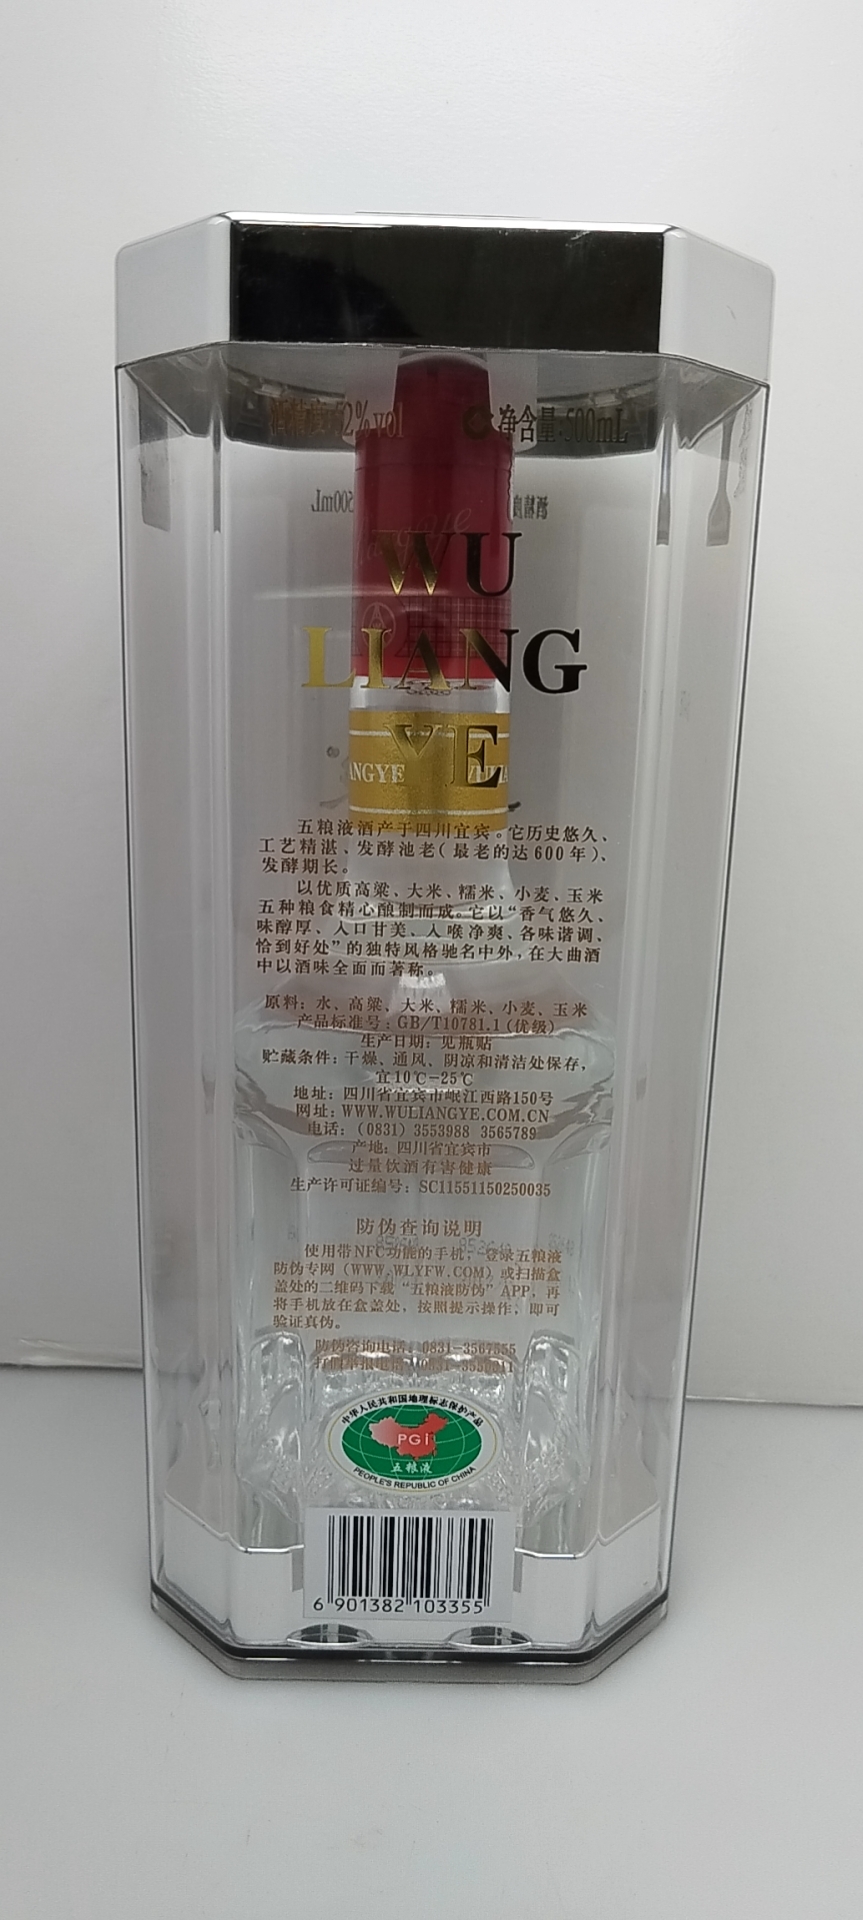 酒精度:52%vol
净含量:500mL
WU
LIANG
YE
ANGYE
五粮液酒产于四川宜宾。它历史悠久、
工艺精湛、发酵池老(最老的达600年)、
发酵期长。
以优质高粱、大米、糯米、小麦、玉米
五种粮食精心酿制而成。它以“香气悠久、
味醇厚、入口甘美、入喉净爽、各味谐调、
恰到好处”的独特风格驰名中外,在大曲酒
中以酒味全面而著称。
原料: 水、高粱、大米、糯米、小麦、玉米
产品标准号: GB/T10781.1(优级)
生产日期: 见瓶贴
贮藏条件: 干燥、通风、阴凉和清洁处保存,
宜10℃-25℃
地址: 四川省宜宾市岷江西路150号
网址: WWW.WULIANGYE.COM.CN
电话: (0831) 3553988 3565789
产地: 四川省宜宾市
过量饮酒有害健康
生产许可证编号: SC11551150250035
防伪查询说明
使用带NFC功能的手机, 登录五粮液
防伪专网 (WWW.WLYFW.COM) 或扫描盒
盖处的二维码下载“五粮液防伪”APP, 再
将手机放在盒盖处, 按照提示操作, 即可
验证真伪。
防伪咨询电话: 0831-3567555
打假举报电话:
中华人民共和国地理标志保护产品
PGI
五粮液
PEOPLE'S REPUBLIC OF CHINA
6 901382 103355